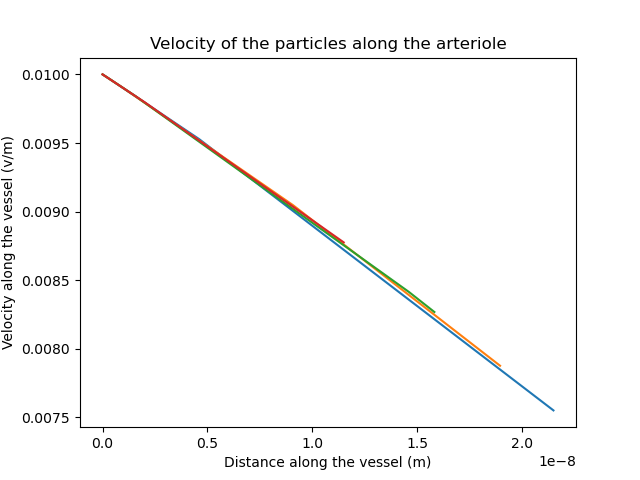 Velocity of the particles along the arteriole
0.0100
0.0095
0.0090
0.0085
0.0080
0.0075
Velocity along the vessel (v/m)
0.0 0.5 1.0 1.5 2.0
1e−8
Distance along the vessel (m)